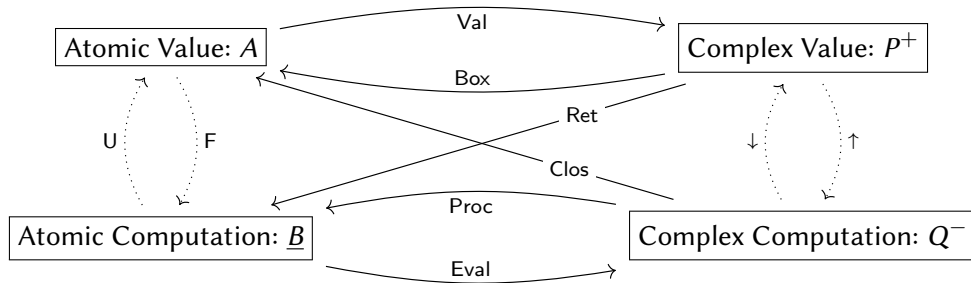 Val
Atomic Value: A Complex Value: P⁺
Box
Ret
U F ↓ ↑
Clos
Proc
Atomic Computation: B̲ Complex Computation: Q⁻
Eval